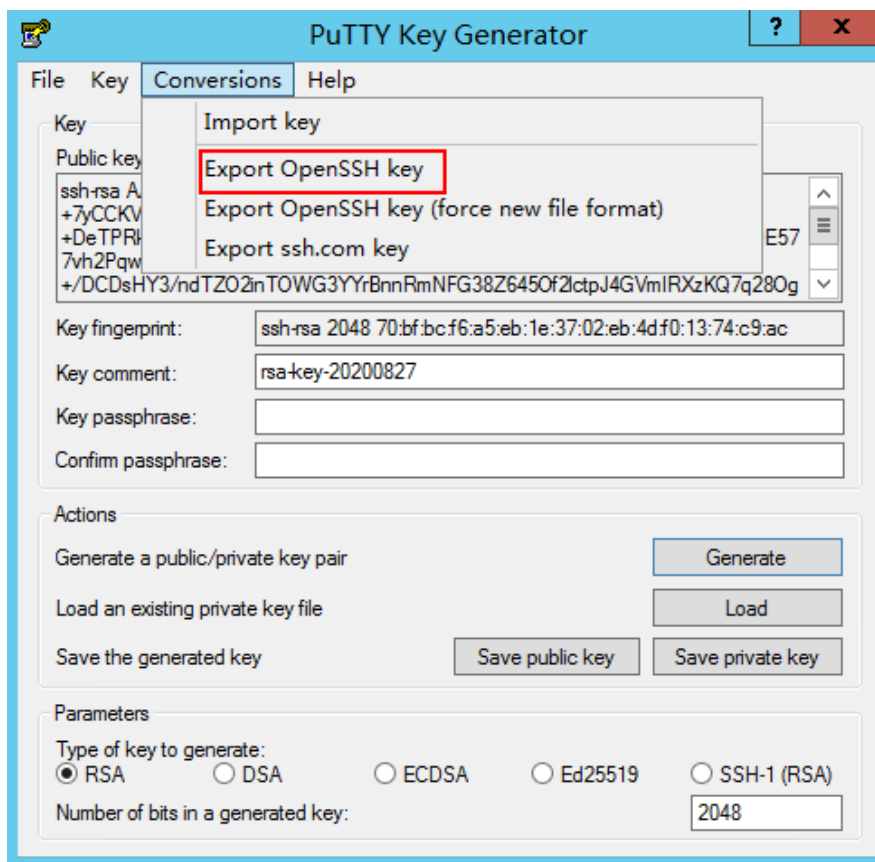 PuTTY Key Generator
? x
File Key Conversions Help
Import key
Export OpenSSH key
Export OpenSSH key (force new file format)
Export ssh.com key
Key
Public key
ssh-rsa A
+7yCCKV
+DeTPRk E57
7vh2Pqw
+/DCDsHY3/ndTZO2inTOWG3YYrBnnRmNFG38Z645Of2IctpJ4GVmIRXzKQ7q28Og
Key fingerprint: ssh-rsa 2048 70:bf:bc:f6:a5:eb:1e:37:02:eb:4d:f0:13:74:c9:ac
Key comment: rsa-key-20200827
Key passphrase:
Confirm passphrase:
Actions
Generate a public/private key pair Generate
Load an existing private key file Load
Save the generated key Save public key Save private key
Parameters
Type of key to generate:
RSA DSA ECDSA Ed25519 SSH-1 (RSA)
Number of bits in a generated key: 2048